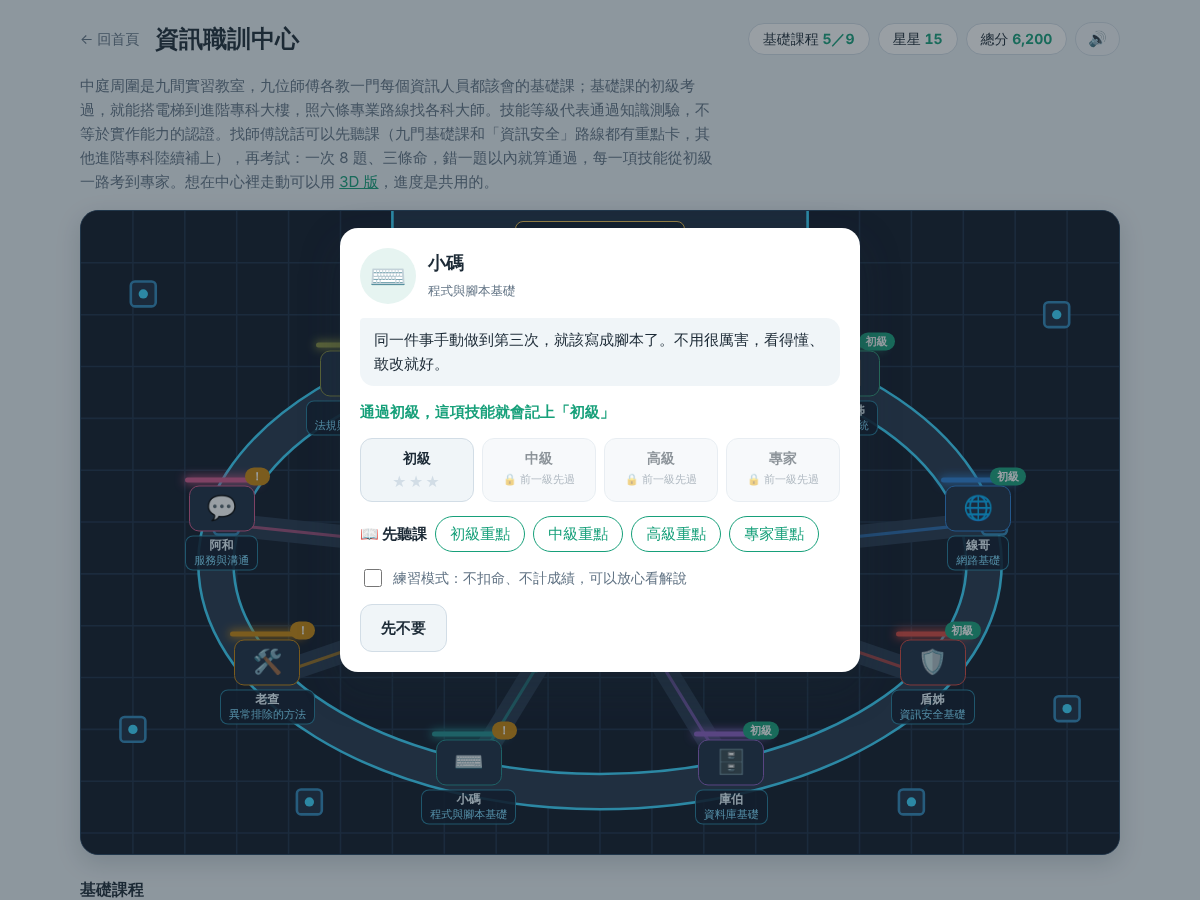 ← 回首頁
資訊職訓中心
基礎課程 5／9
星星 15
總分 6,200
中庭周圍是九間實習教室，九位師傅各教一門每個資訊人員都該會的基礎課；基礎課的初級考
過，就能搭電梯到進階專科大樓，照六條專業路線找各科大師。技能等級代表通過知識測驗，不
等於實作能力的認證。找師傅說話可以先聽課（九門基礎課和「資訊安全」路線都有重點卡，其
他進階專科陸續補上），再考試：一次 8 題、三條命，錯一題以內就算通過，每一項技能從初級
一路考到專家。想在中心裡走動可以用 3D 版，進度是共用的。
小碼
程式與腳本基礎
同一件事手動做到第三次，就該寫成腳本了。不用很厲害，看得懂、
敢改就好。
通過初級，這項技能就會記上「初級」
初級
★★★
中級
🔒 前一級先過
高級
🔒 前一級先過
專家
🔒 前一級先過
📖 先聽課
初級重點
中級重點
高級重點
專家重點
練習模式：不扣命、不計成績，可以放心看解說
先不要
初級
法規
統
!
阿和
服務與溝通
初級
線哥
網路基礎
!
老查
異常排除的方法
初級
盾姊
資訊安全基礎
!
小碼
程式與腳本基礎
初級
庫伯
資料庫基礎
基礎課程